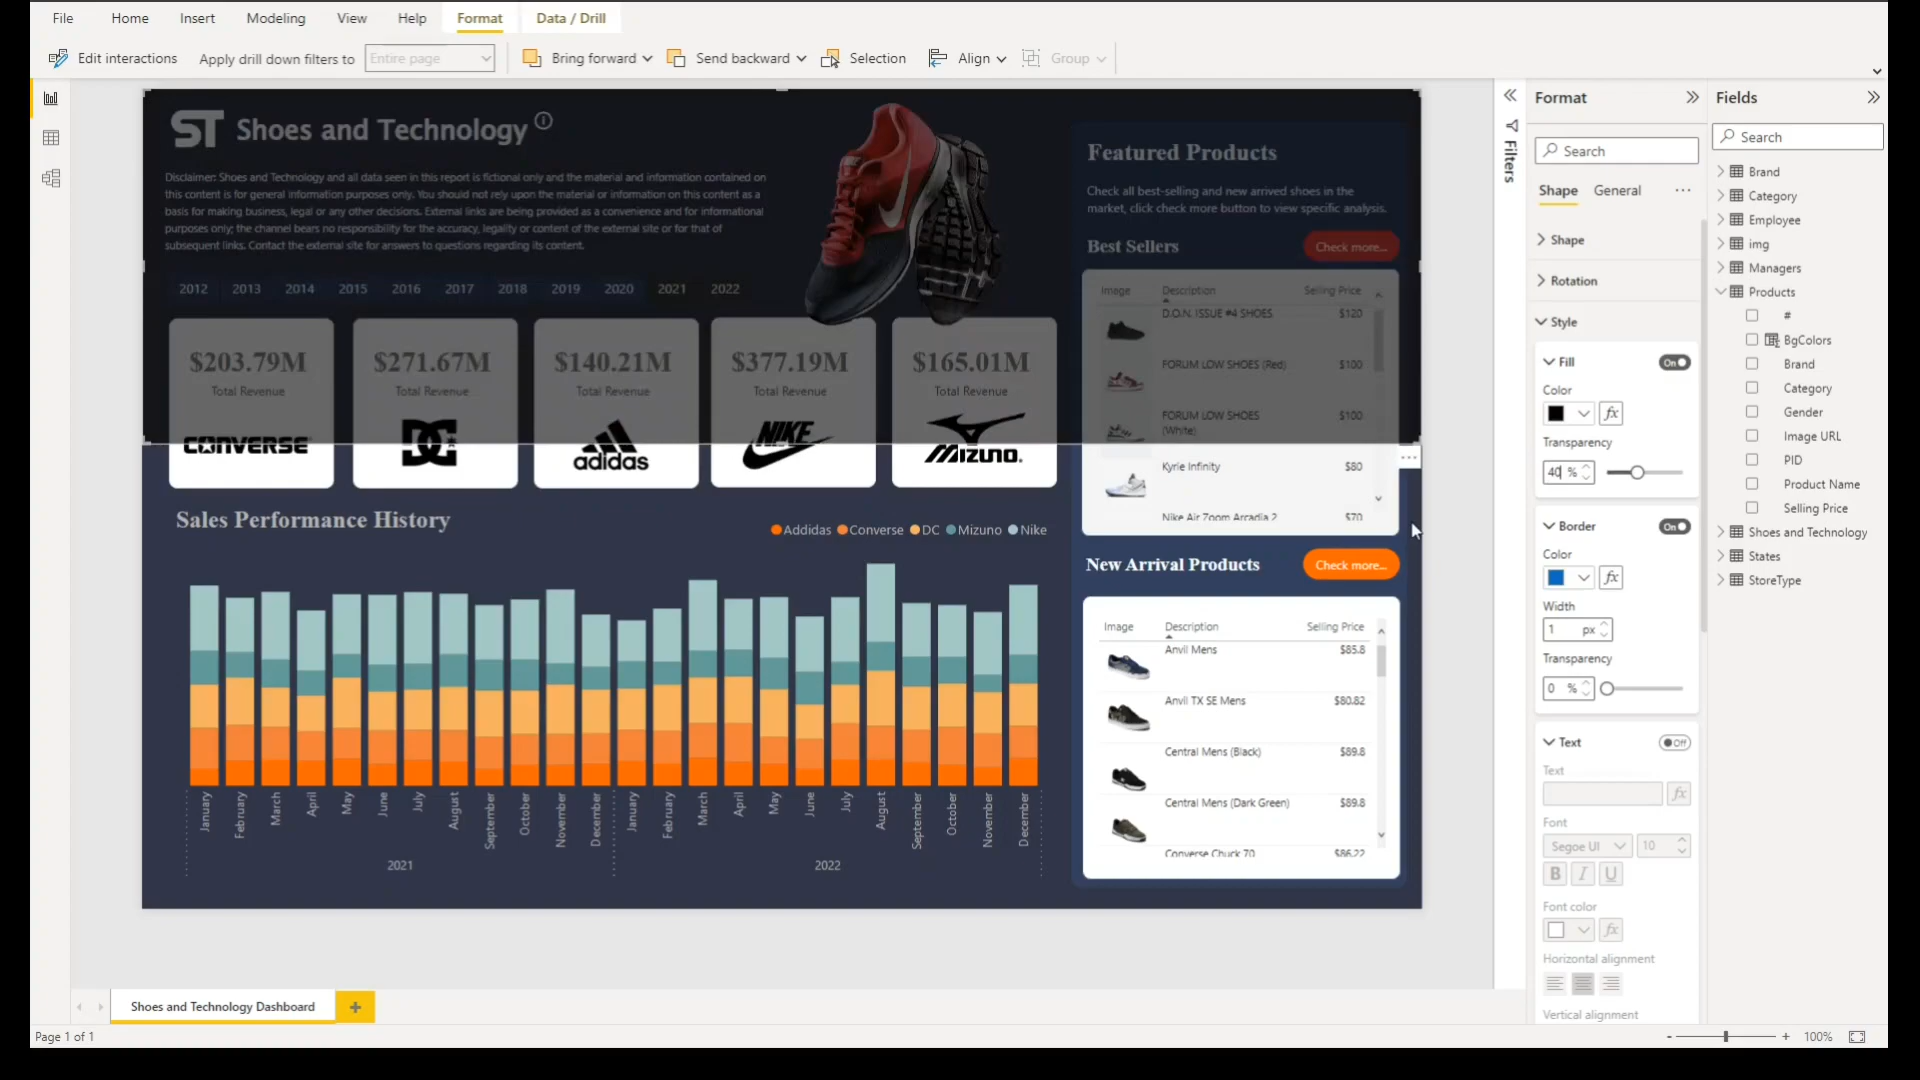 File Home Insert Modeling View Help Format Data / Drill
Edit interactions Apply drill down filters to Entire page Bring forward Send backward Selection Align Group
ST Shoes and Technology
Disclaimer: Shoes and Technology and all data seen in this report is fictional only and the material and information contained on
this content is for general information purposes only. You should not rely upon the material or information on this content as a
basis for making business, legal or any other decisions. External links are being provided as a convenience and for informational
purposes only; the channel bears no responsibility for the accuracy, legality or content of the external site or for that of
subsequent links. Contact the external site for answers to questions regarding its content.
2012 2013 2014 2015 2016 2017 2018 2019 2020 2021 2022
$203.79M
Total Revenue
CONVERSE
$271.67M
Total Revenue
DC
$140.21M
Total Revenue
adidas
$377.19M
Total Revenue
NIKE
$165.01M
Total Revenue
MIZUNO.
Featured Products
Check all best-selling and new arrived shoes in the
market, click check more button to view specific analysis.
Best Sellers Check more...
Image Description Selling Price
D.O.N. ISSUE #4 SHOES $120
FORUM LOW SHOES (Red) $100
FORUM LOW SHOES $100
(White)
Kyrie Infinity $80
Nike Air Zoom Arcadia 2 $70
Sales Performance History
Addidas Converse DC Mizuno Nike
January February March April May June July August September October November December January February March April May June July August September October November December
2021 2022
New Arrival Products Check more...
Image Description Selling Price
Anvil Mens $85.8
Anvil TX SE Mens $80.82
Central Mens (Black) $89.8
Central Mens (Dark Green) $89.8
Converse Chuck 70 $86.22
Filters
Format
Search
Shape General
Shape
Rotation
Style
Fill On
Color
fx
Transparency
40 %
Border On
Color
fx
Width
1 px
Transparency
0 %
Text Off
Text
fx
Font
Segoe UI 10
B I U
Font color
fx
Horizontal alignment
Vertical alignment
Fields
Search
Brand
Category
Employee
img
Managers
Products
#
BgColors
Brand
Category
Gender
Image URL
PID
Product Name
Selling Price
Shoes and Technology
States
StoreType
Shoes and Technology Dashboard +
Page 1 of 1
- + 100%